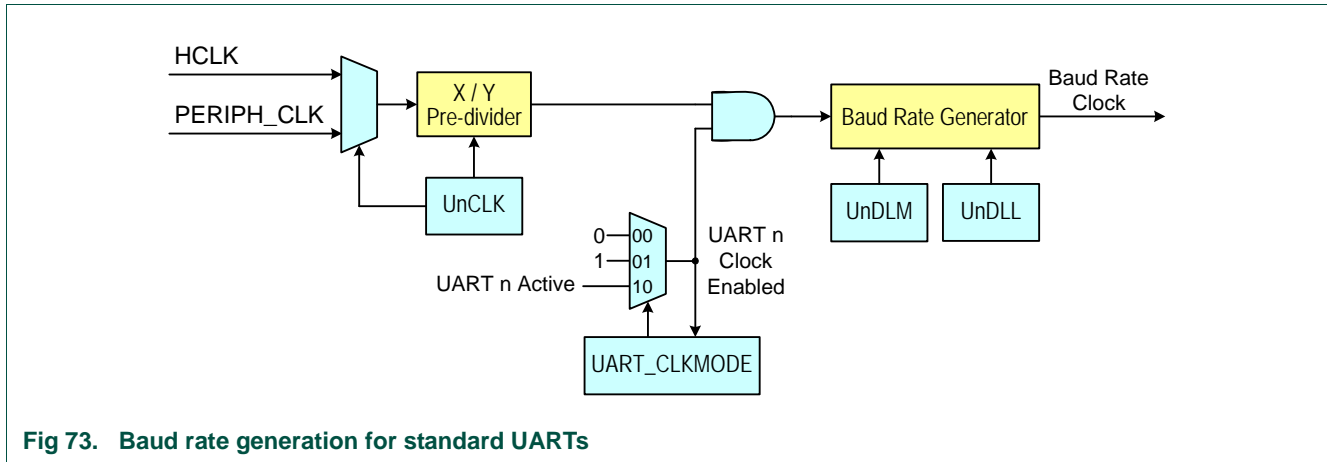 HCLK
PERIPH_CLK
X / Y
Pre-divider
UnCLK
Baud Rate Generator
Baud Rate
Clock
UnDLM
UnDLL
0
00
1
01
UART n Active
10
UART n
Clock
Enabled
UART_CLKMODE
Fig 73. Baud rate generation for standard UARTs